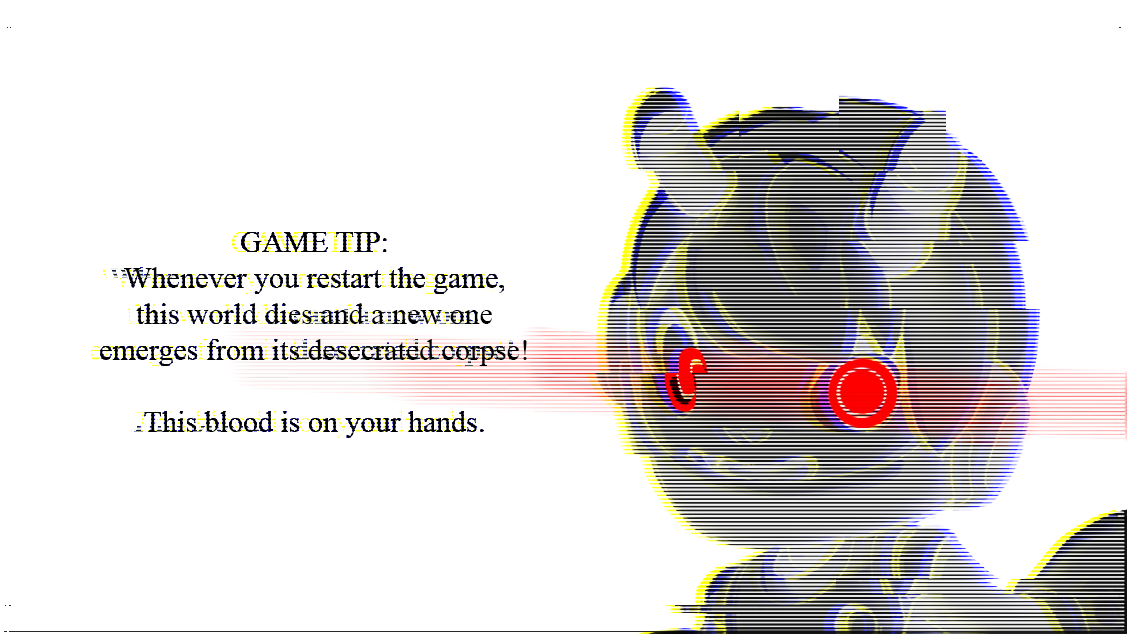 GAME TIP:
Whenever you restart the game,
this world dies and a new one
emerges from its desecrated corpse!
This blood is on your hands.